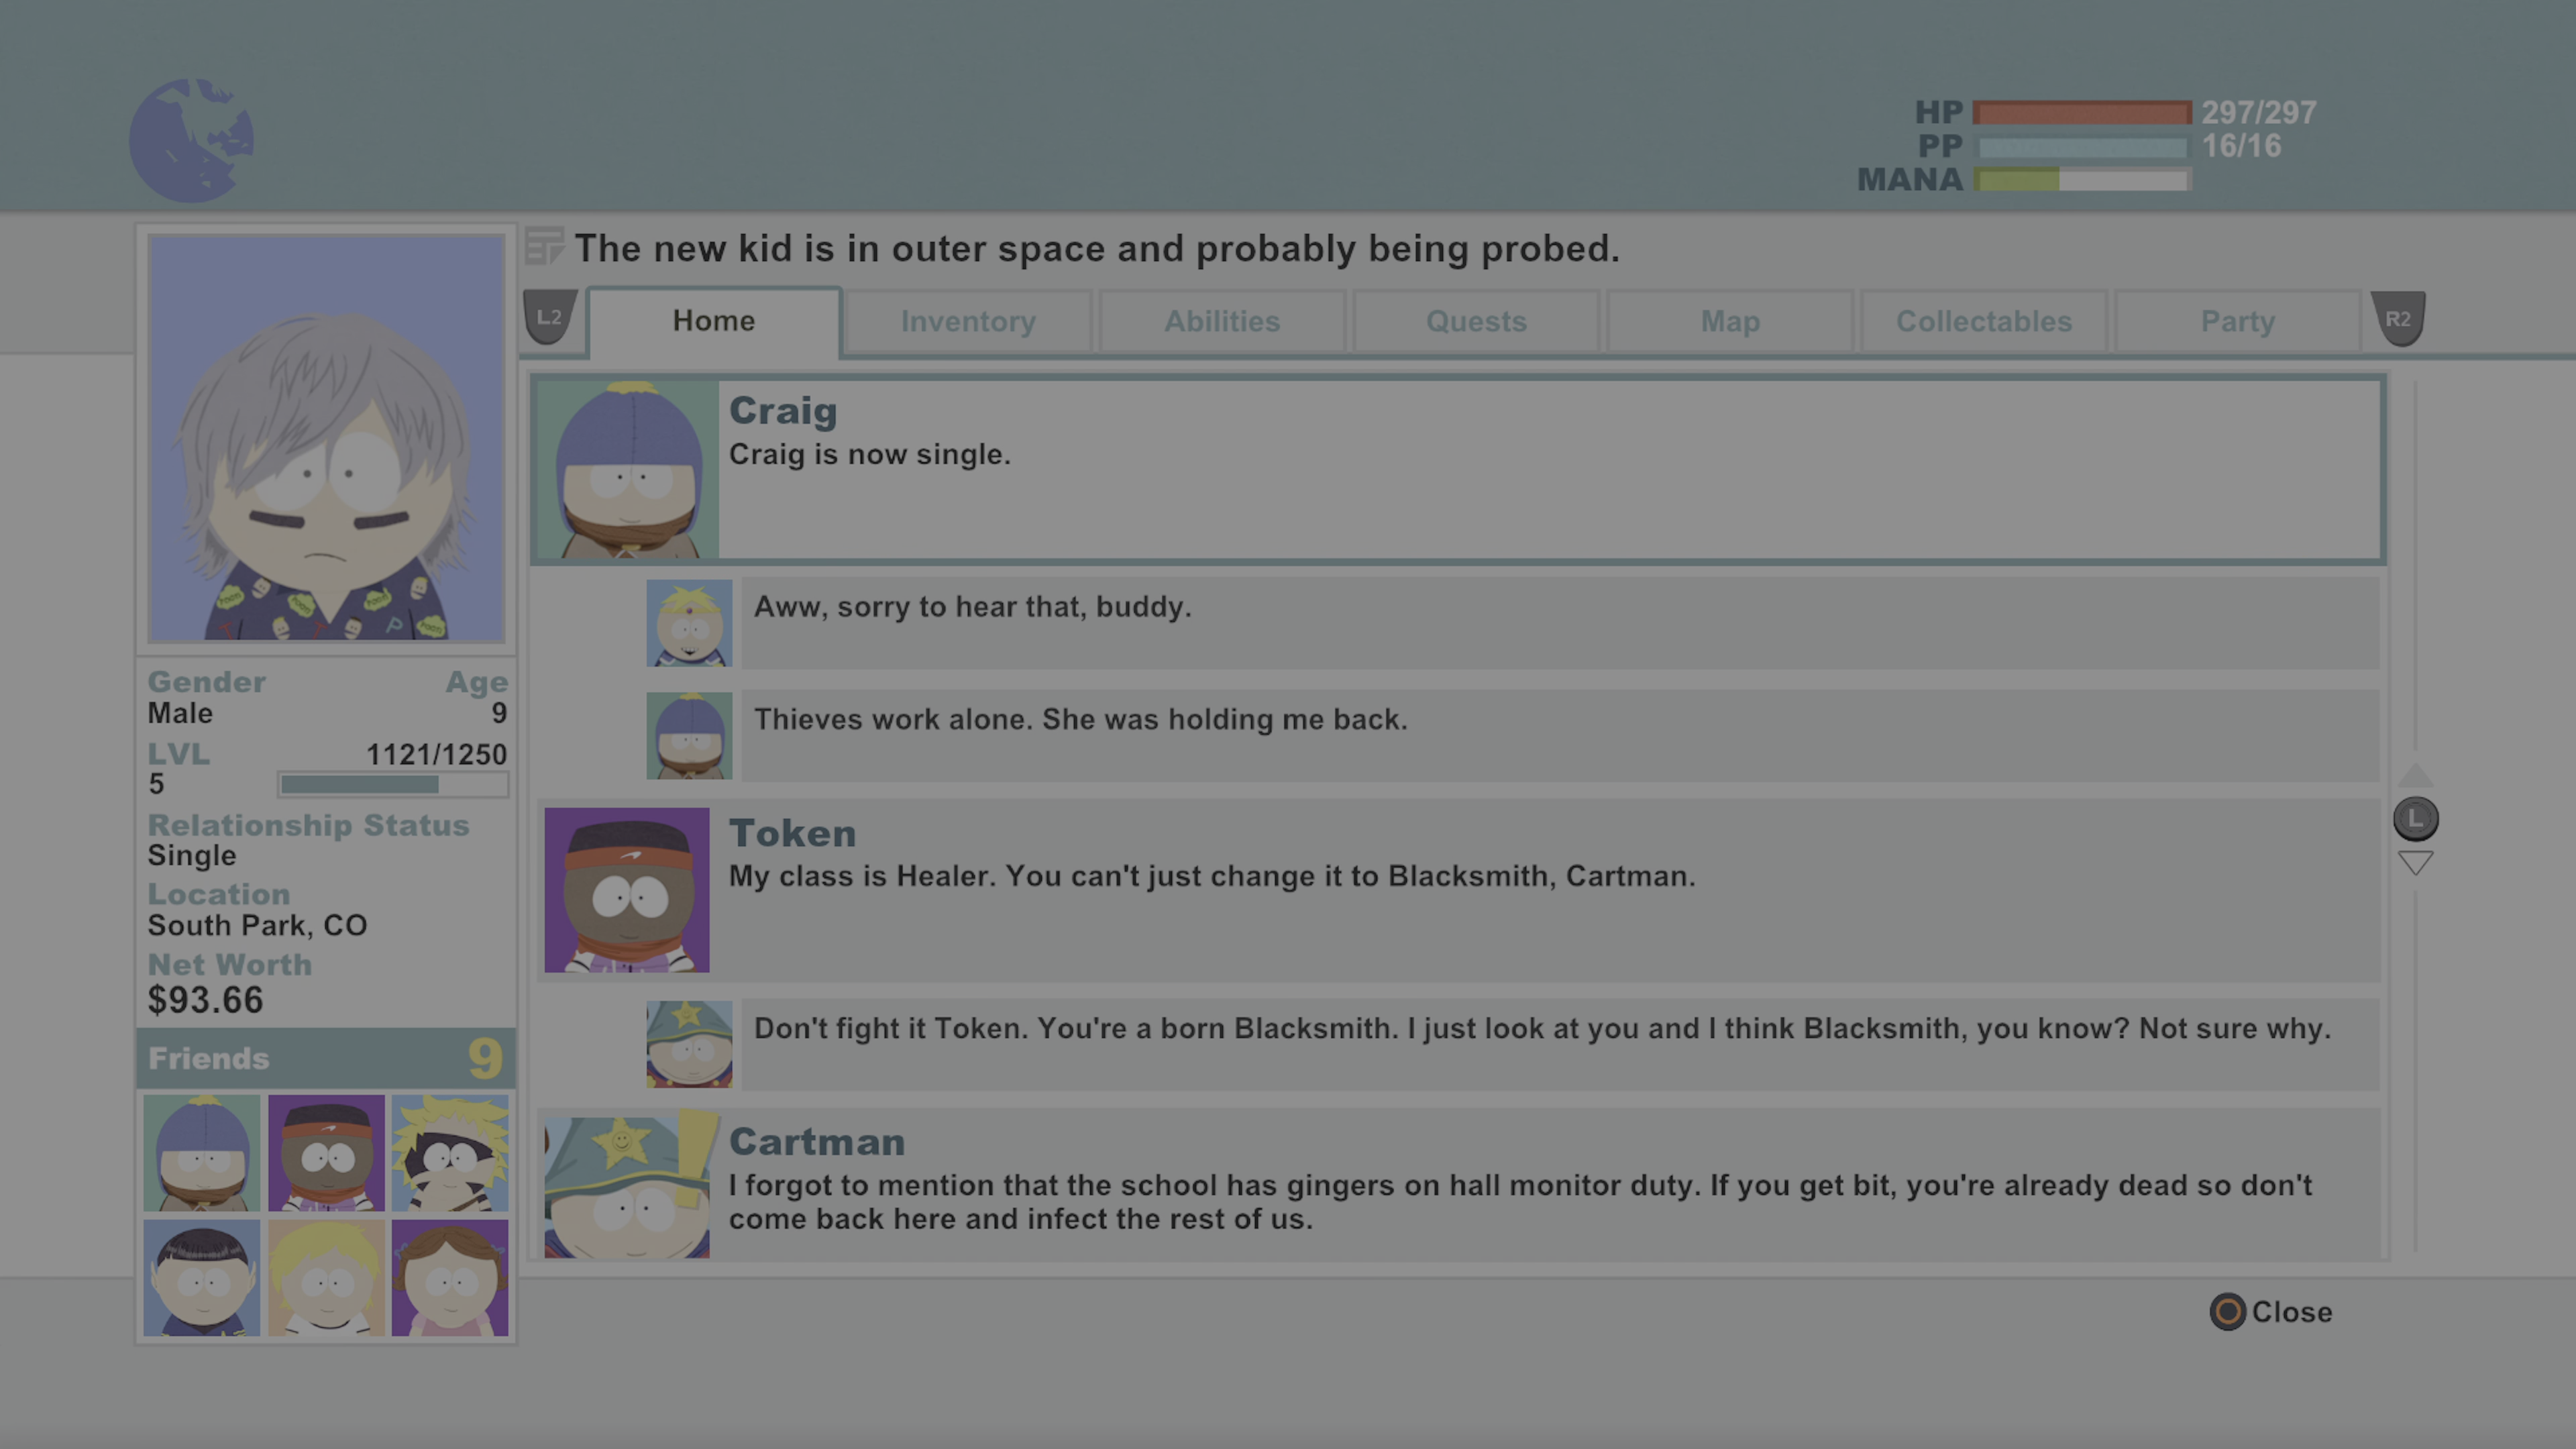 HP 297/297
PP 16/16
MANA
The new kid is in outer space and probably being probed.
L2 Home Inventory Abilities Quests Map Collectables Party R2
Gender Age
Male 9
LVL 1121/1250
5
Relationship Status
Single
Location
South Park, CO
Net Worth
$93.66
Friends 9
Craig
Craig is now single.
Aww, sorry to hear that, buddy.
Thieves work alone. She was holding me back.
Token
My class is Healer. You can't just change it to Blacksmith, Cartman.
Don't fight it Token. You're a born Blacksmith. I just look at you and I think Blacksmith, you know? Not sure why.
Cartman
I forgot to mention that the school has gingers on hall monitor duty. If you get bit, you're already dead so don't
come back here and infect the rest of us.
L
Close